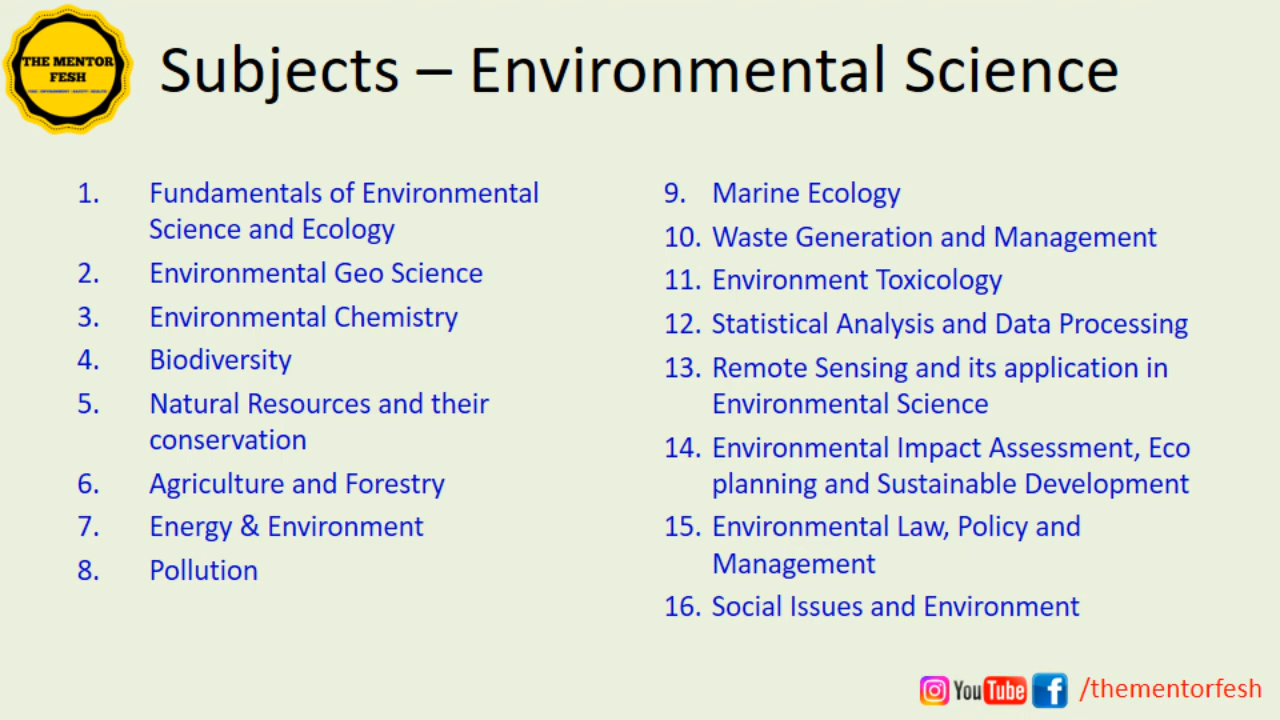 THE MENTOR
FESH
FIRE | ENVIRONMENT | SAFETY | HEALTH
Subjects – Environmental Science
1. Fundamentals of Environmental
Science and Ecology
2. Environmental Geo Science
3. Environmental Chemistry
4. Biodiversity
5. Natural Resources and their
conservation
6. Agriculture and Forestry
7. Energy & Environment
8. Pollution
9. Marine Ecology
10. Waste Generation and Management
11. Environment Toxicology
12. Statistical Analysis and Data Processing
13. Remote Sensing and its application in
Environmental Science
14. Environmental Impact Assessment, Eco
planning and Sustainable Development
15. Environmental Law, Policy and
Management
16. Social Issues and Environment
You Tube f /thementorfesh